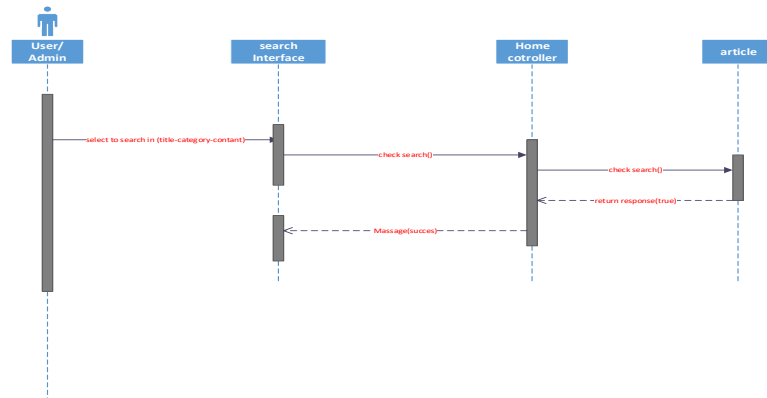 User/
Admin
search
Interface
Home
cotroller
article
select to search in (title-category-contant)
check search()
check search()
return response(true)
Massage(succes)